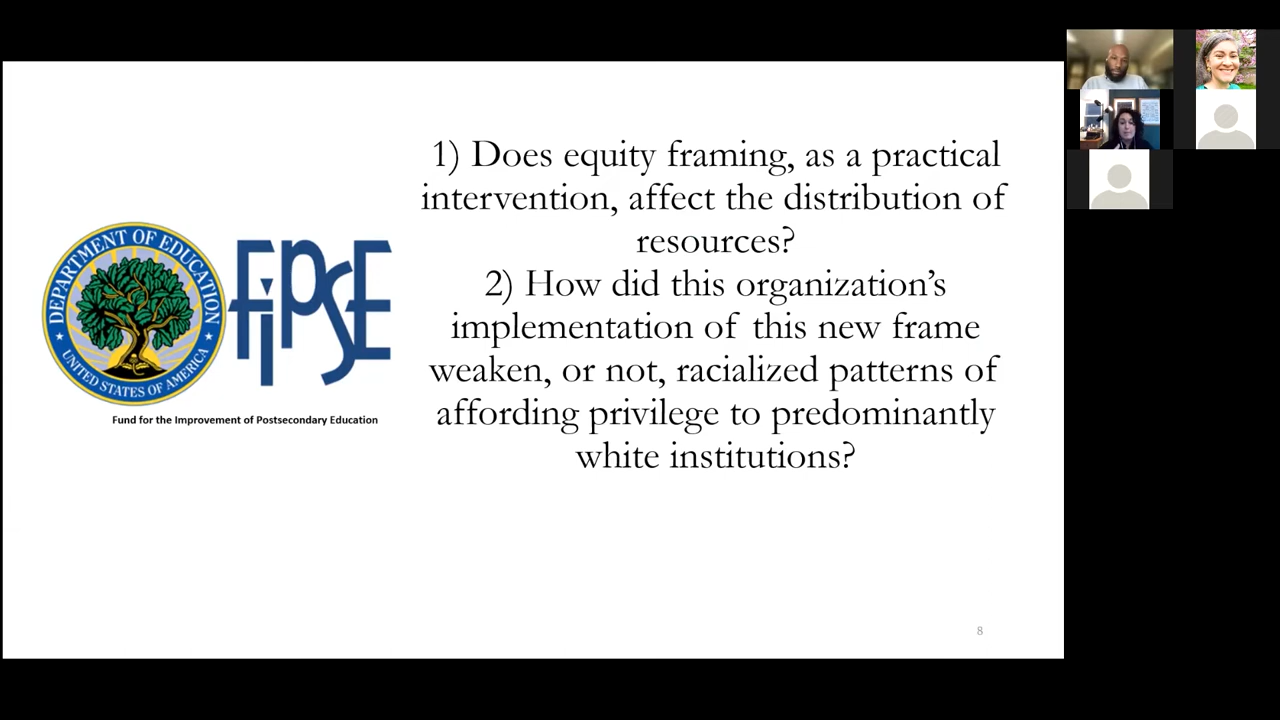 1) Does equity framing, as a practical
intervention, affect the distribution of
resources?
2) How did this organization’s
implementation of this new frame
weaken, or not, racialized patterns of
affording privilege to predominantly
white institutions?
DEPARTMENT OF EDUCATION
UNITED STATES OF AMERICA
FiPSE
Fund for the Improvement of Postsecondary Education
8